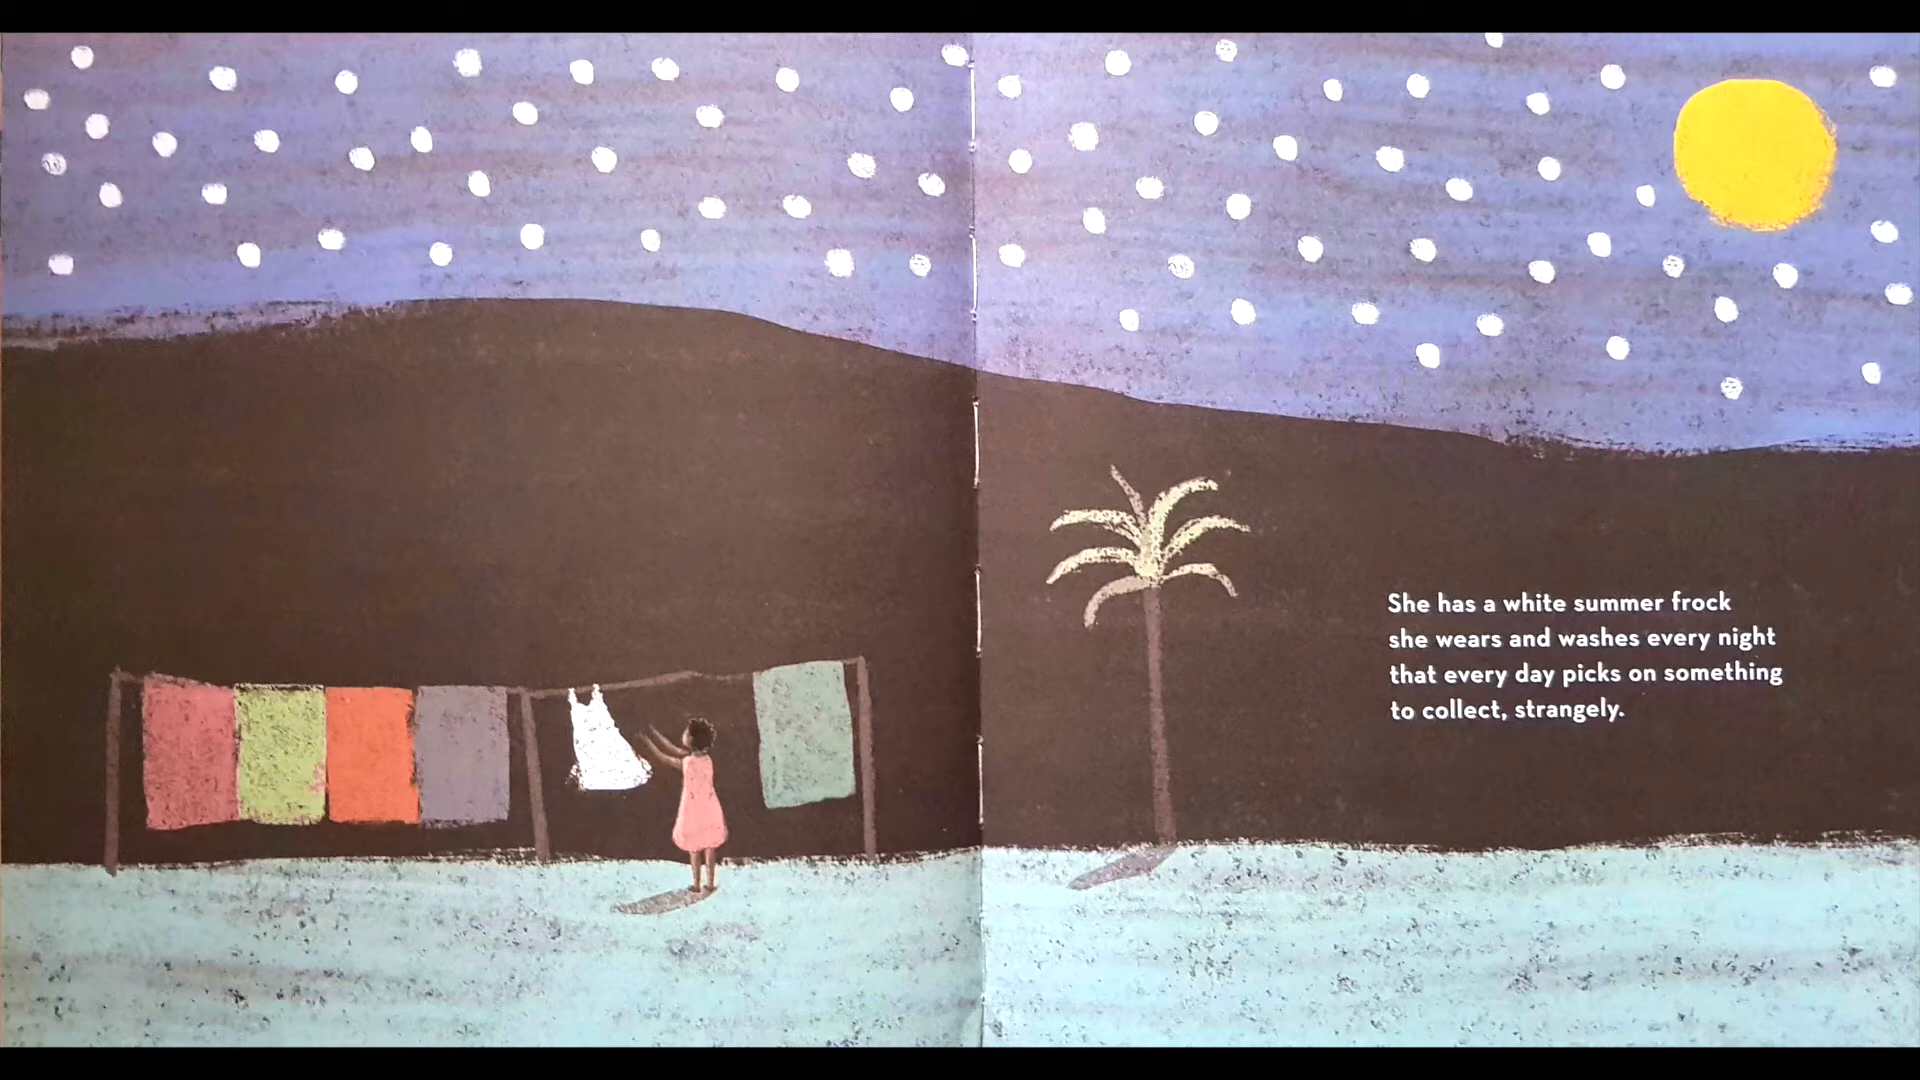 She has a white summer frock
she wears and washes every night
that every day picks on something
to collect, strangely.